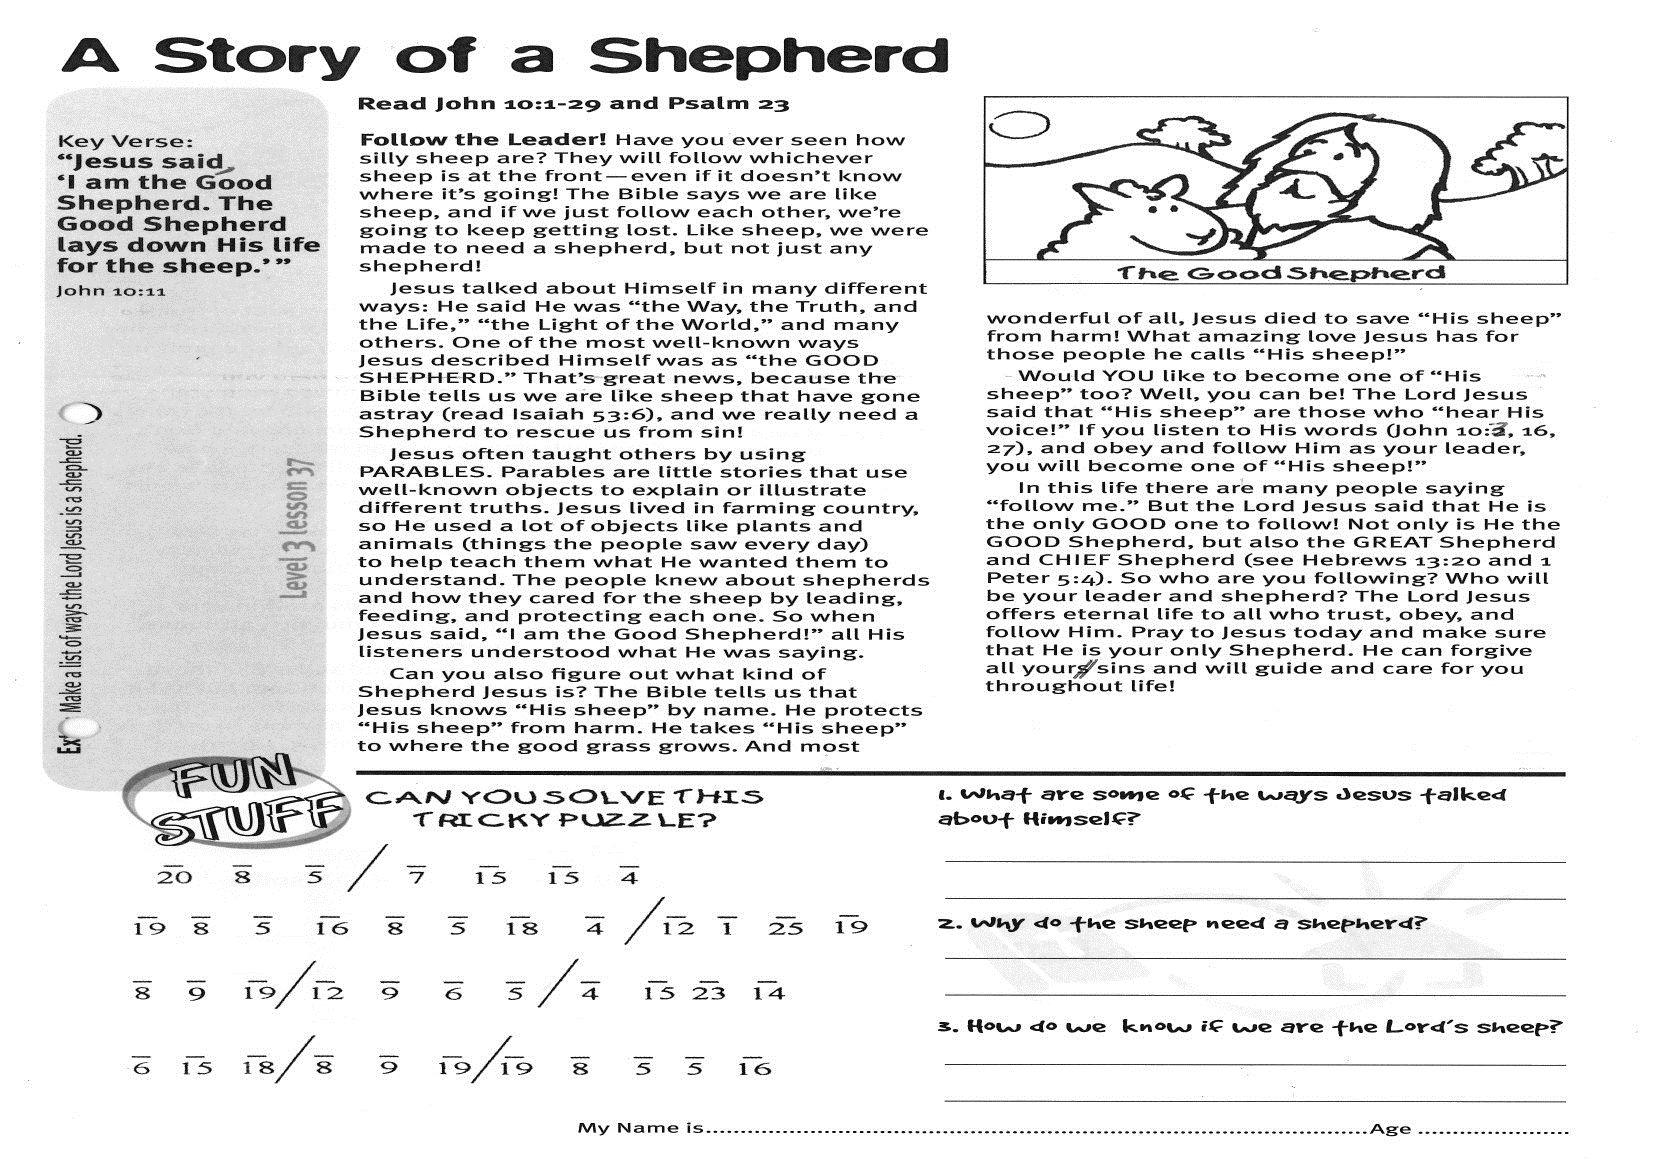 A Story of a Shepherd
Key Verse:
“Jesus said,
‘I am the Good
Shepherd. The
Good Shepherd
lays down His life
for the sheep.’”
John 10:11
Make a list of ways the Lord Jesus is a shepherd.
Level 3 lesson 37
Read John 10:1-29 and Psalm 23
Follow the Leader! Have you ever seen how
silly sheep are? They will follow whichever
sheep is at the front—even if it doesn’t know
where it’s going! The Bible says we are like
sheep, and if we just follow each other, we’re
going to keep getting lost. Like sheep, we were
made to need a shepherd, but not just any
shepherd!
Jesus talked about Himself in many different
ways: He said He was “the Way, the Truth, and
the Life,” “the Light of the World,” and many
others. One of the most well-known ways
Jesus described Himself was as “the GOOD
SHEPHERD.” That’s great news, because the
Bible tells us we are like sheep that have gone
astray (read Isaiah 53:6), and we really need a
Shepherd to rescue us from sin!
Jesus often taught others by using
PARABLES. Parables are little stories that use
well-known objects to explain or illustrate
different truths. Jesus lived in farming country,
so He used a lot of objects like plants and
animals (things the people saw every day)
to help teach them what He wanted them to
understand. The people knew about shepherds
and how they cared for the sheep by leading,
feeding, and protecting each one. So when
Jesus said, “I am the Good Shepherd!” all His
listeners understood what He was saying.
Can you also figure out what kind of
Shepherd Jesus is? The Bible tells us that
Jesus knows “His sheep” by name. He protects
“His sheep” from harm. He takes “His sheep”
to where the good grass grows. And most
The Good Shepherd
wonderful of all, Jesus died to save “His sheep”
from harm! What amazing love Jesus has for
those people he calls “His sheep!”
Would YOU like to become one of “His
sheep” too? Well, you can be! The Lord Jesus
said that “His sheep” are those who “hear His
voice!” If you listen to His words (John 10:3, 16,
27), and obey and follow Him as your leader,
you will become one of “His sheep!”
In this life there are many people saying
“follow me.” But the Lord Jesus said that He is
the only GOOD one to follow! Not only is He the
GOOD Shepherd, but also the GREAT Shepherd
and CHIEF Shepherd (see Hebrews 13:20 and 1
Peter 5:4). So who are you following? Who will
be your leader and shepherd? The Lord Jesus
offers eternal life to all who trust, obey, and
follow Him. Pray to Jesus today and make sure
that He is your only Shepherd. He can forgive
all yours sins and will guide and care for you
throughout life!
FUN
STUFF
CAN YOU SOLVE THIS
TRICKY PUZZLE?
20 8 5 / 7 15 15 4
19 8 5 16 8 5 18 4 / 12 1 25 19
8 9 19 / 12 9 6 5 / 4 15 23 14
6 15 18 / 8 9 19 / 19 8 5 5 16
1. What are some of the ways Jesus talked
about Himself?
2. Why do the sheep need a shepherd?
3. How do we know if we are the Lord’s sheep?
My Name is.......... Age ..........